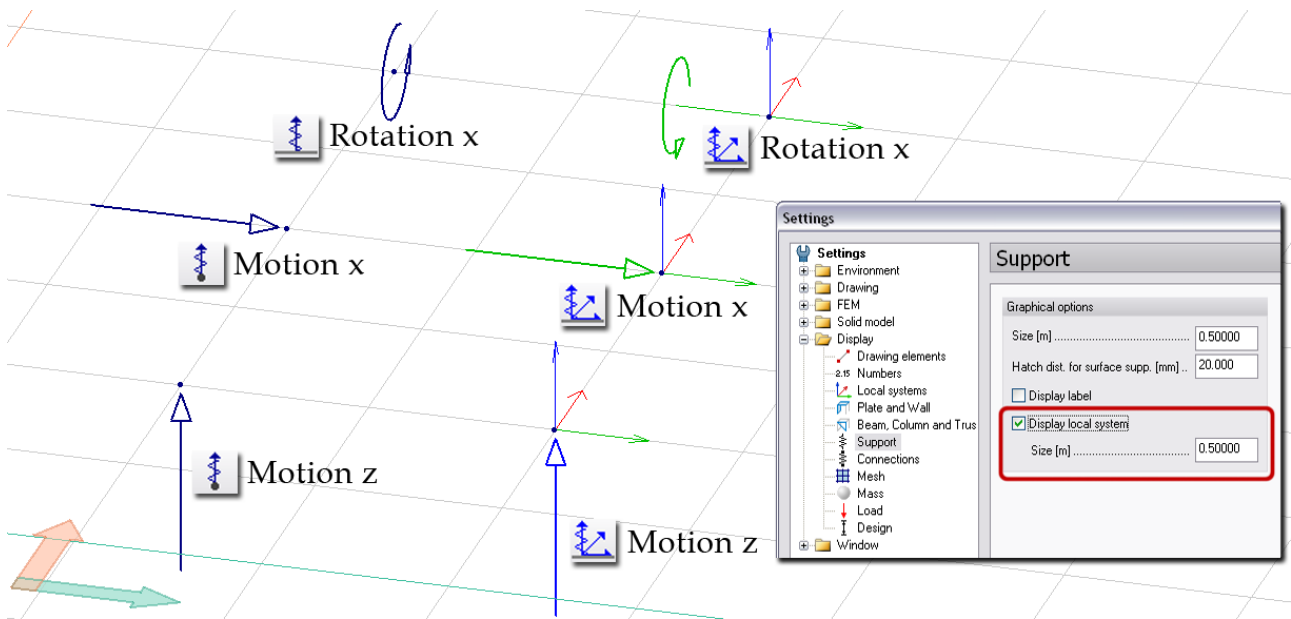 Rotation x
Rotation x
Motion x
Motion x
Motion z
Motion z
Settings
Settings
Environment
Drawing
FEM
Solid model
Display
Drawing elements
2.15 Numbers
Local systems
Plate and Wall
Beam, Column and Trus
Support
Connections
Mesh
Mass
Load
Design
Window
Support
Graphical options
Size [m] ........................................ 0.50000
Hatch dist. for surface supp. [mm] .. 20.000
Display label
Display local system
Size [m] .................................. 0.50000